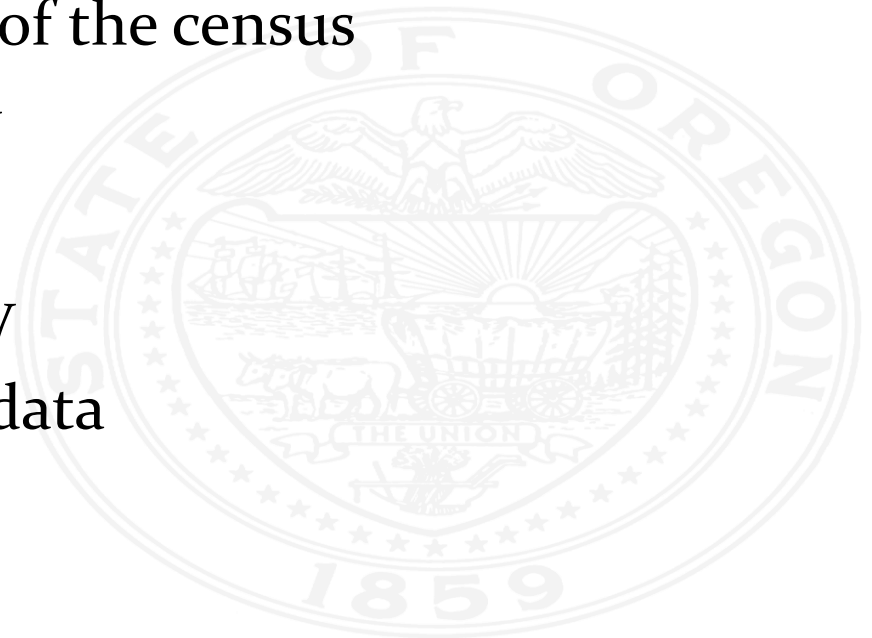 of the census
data
STATE OF OREGON
THE UNION
1859